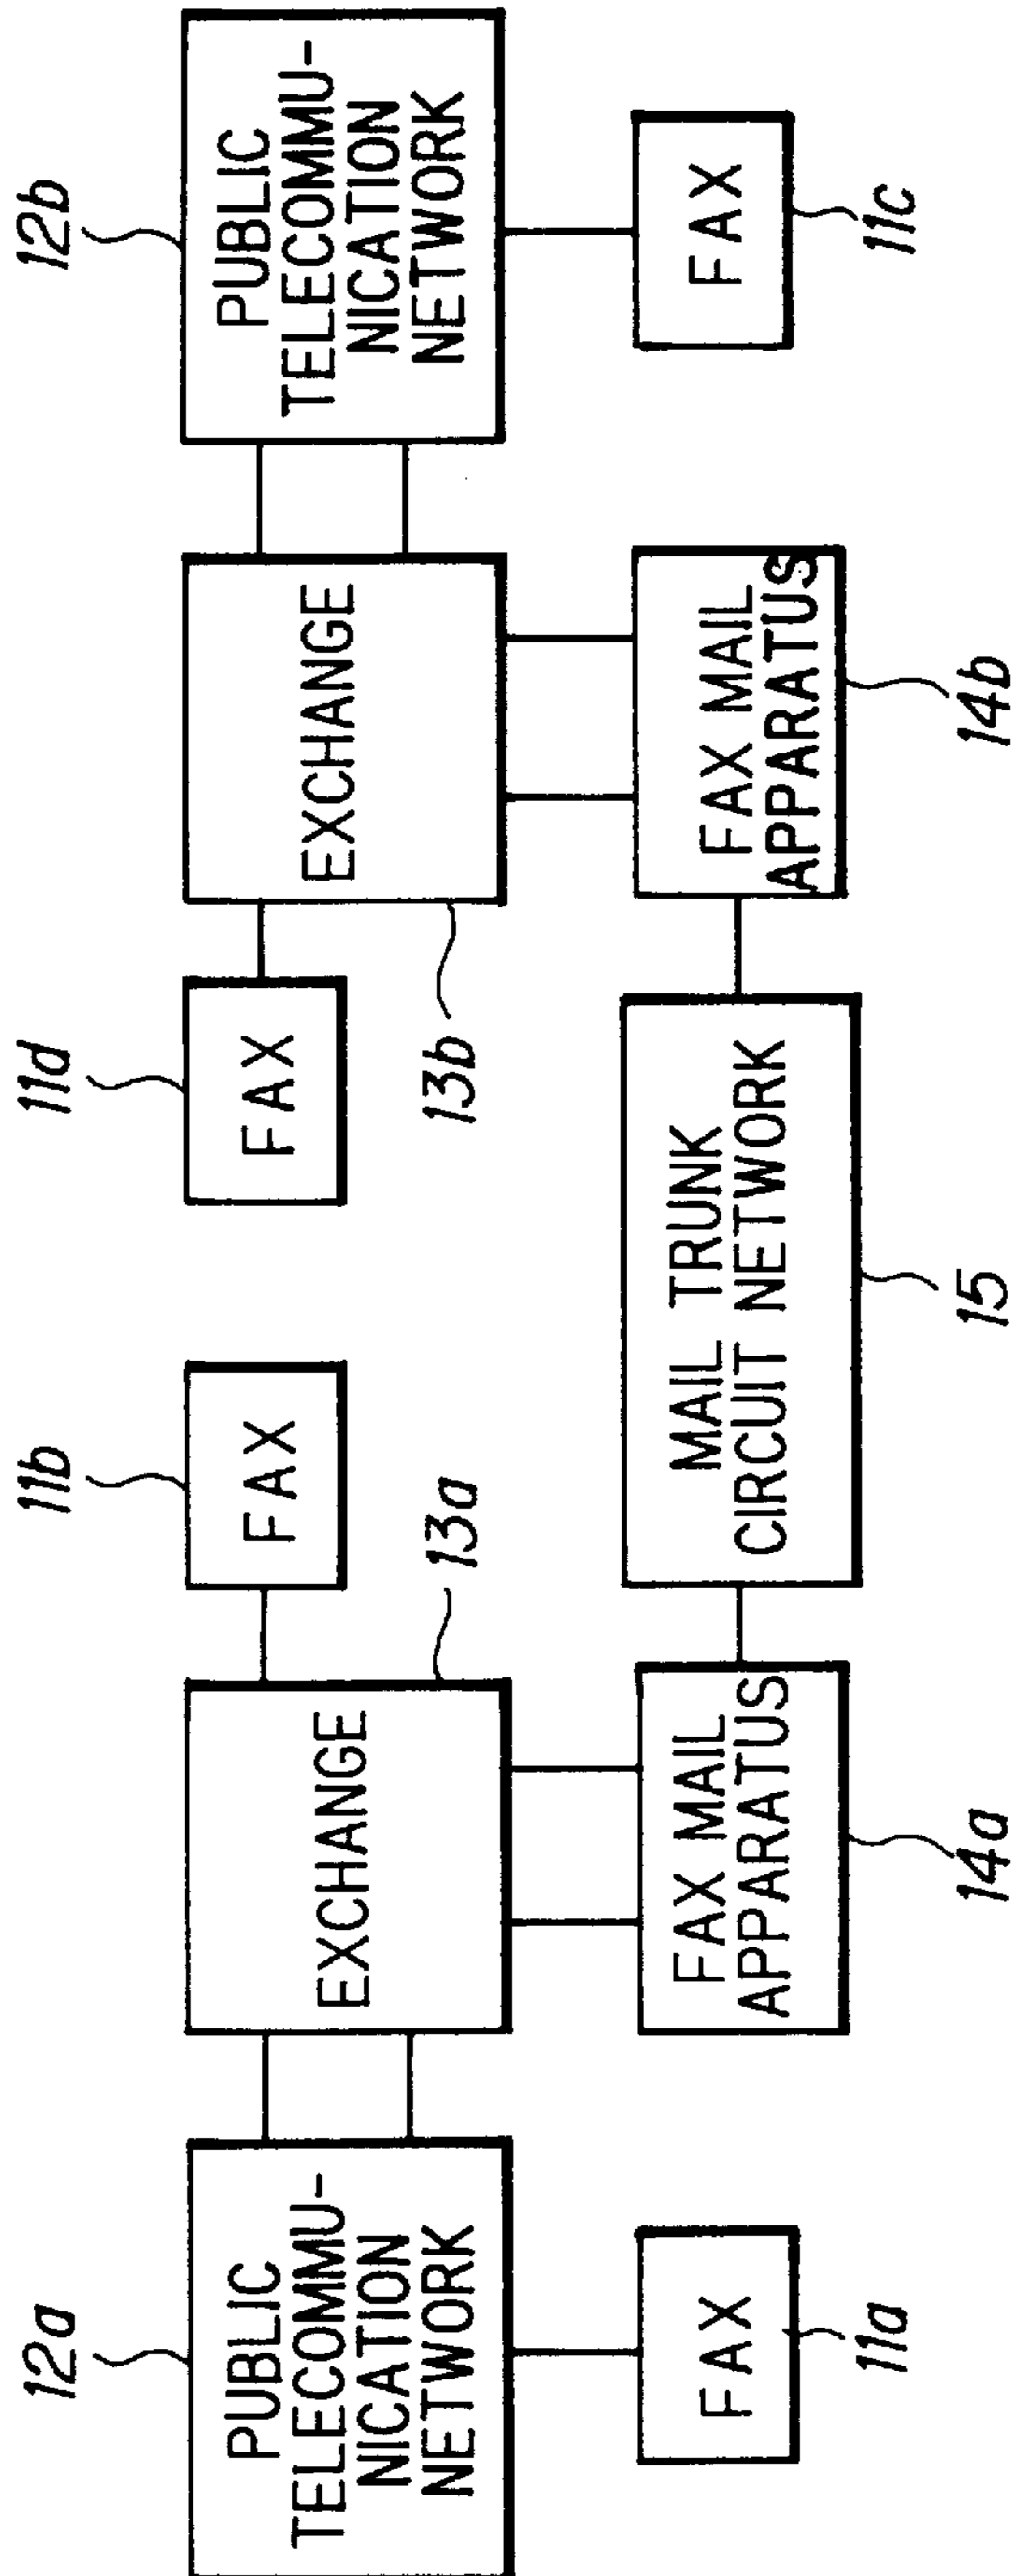 12a
PUBLIC
TELECOMMU-
NICATION
NETWORK
EXCHANGE
13a
11b
FAX
11d
FAX
EXCHANGE
13b
12b
PUBLIC
TELECOMMU-
NICATION
NETWORK
FAX
11a
FAX MAIL
APPARATUS
14a
MAIL TRUNK
CIRCUIT NETWORK
15
FAX MAIL
APPARATUS
14b
FAX
11c